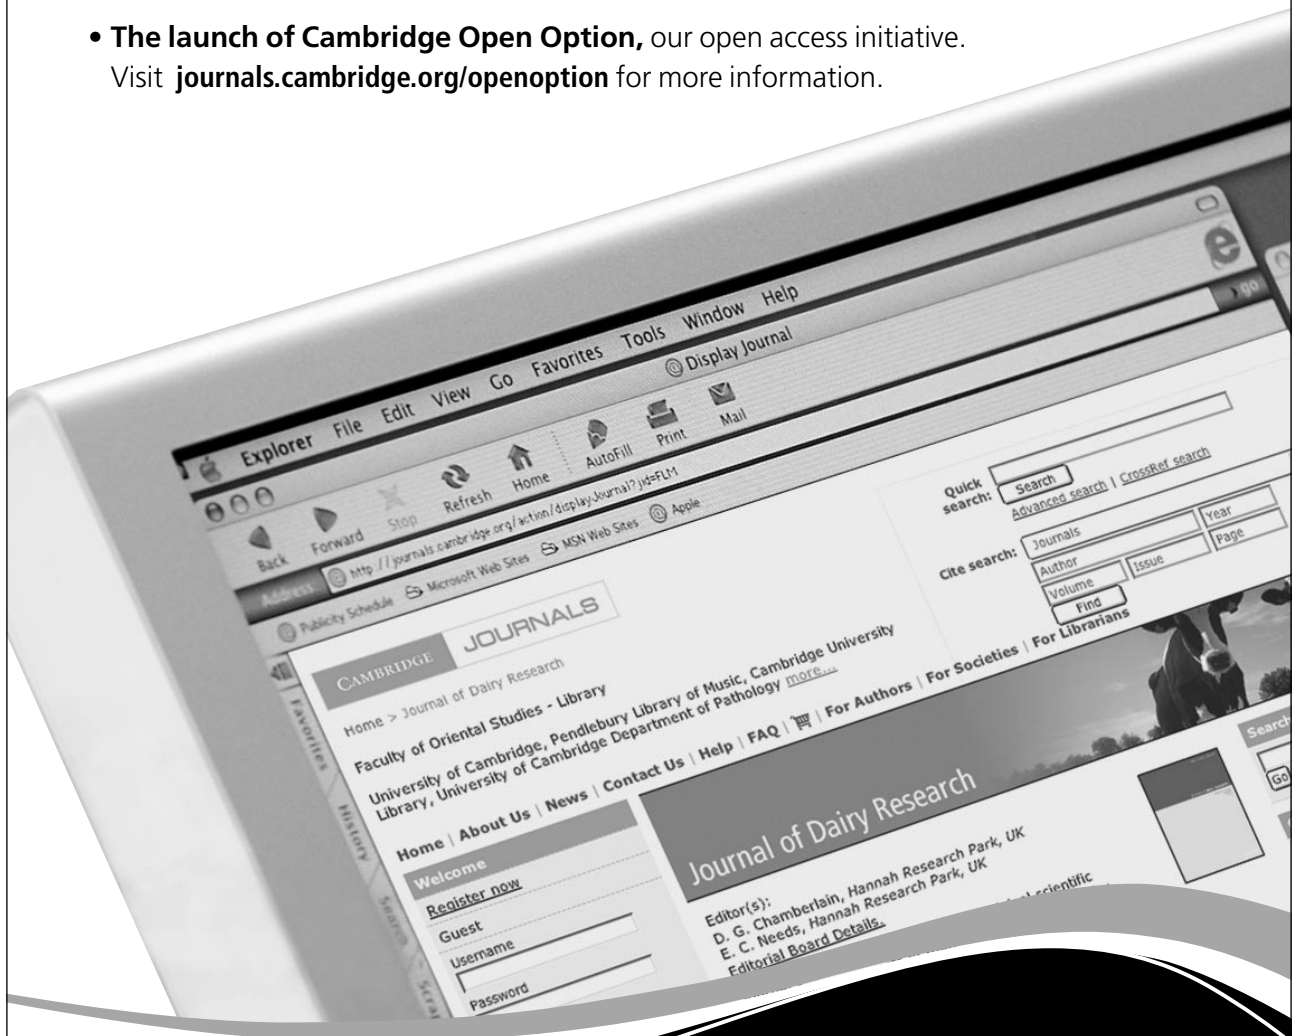 • The launch of Cambridge Open Option, our open access initiative.
Visit journals.cambridge.org/openoption for more information.
Explorer File Edit View Go Favorites Tools Window Help
Display Journal
Back Forward Stop Refresh Home AutoFill Print Mail
Address http://journals.cambridge.org/action/displayJournal?jid=FLM
go
Publicity Schedule Microsoft Web Sites MSN Web Sites Apple
Favorites
History
Search
Scrap
CAMBRIDGE JOURNALS
Quick search:
Search
Advanced search | CrossRef search
Cite search:
Journals
Author Year
Volume Issue Page
Find
Home > Journal of Dairy Research
Faculty of Oriental Studies - Library
University of Cambridge, Pendlebury Library of Music, Cambridge University
Library, University of Cambridge Department of Pathology more...
Home | About Us | News | Contact Us | Help | FAQ | | For Authors | For Societies | For Librarians
Welcome
Register now
Guest
Username
Password
Journal of Dairy Research
Editor(s):
D. G. Chamberlain, Hannah Research Park, UK
E. C. Needs, Hannah Research Park, UK
Editorial Board Details.
scientific
Search
Go